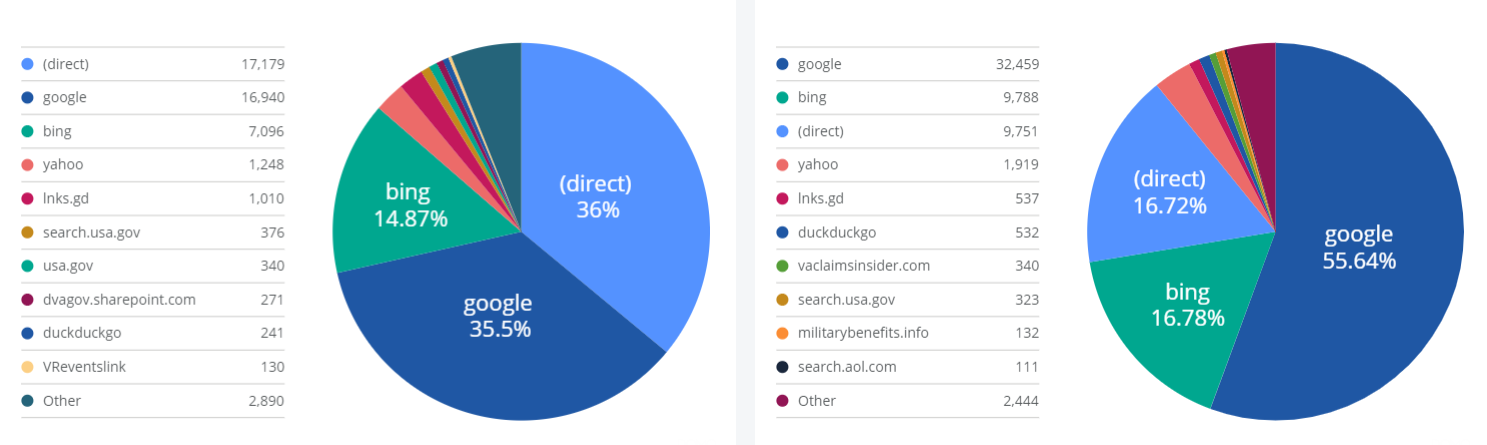 (direct) 17,179
google 16,940
bing 7,096
yahoo 1,248
lnks.gd 1,010
search.usa.gov 376
usa.gov 340
dvagov.sharepoint.com 271
duckduckgo 241
VReventslink 130
Other 2,890
(direct)
36%
bing
14.87%
google
35.5%
google 32,459
bing 9,788
(direct) 9,751
yahoo 1,919
lnks.gd 537
duckduckgo 532
vaclaimsinsider.com 340
search.usa.gov 323
militarybenefits.info 132
search.aol.com 111
Other 2,444
(direct)
16.72%
google
55.64%
bing
16.78%